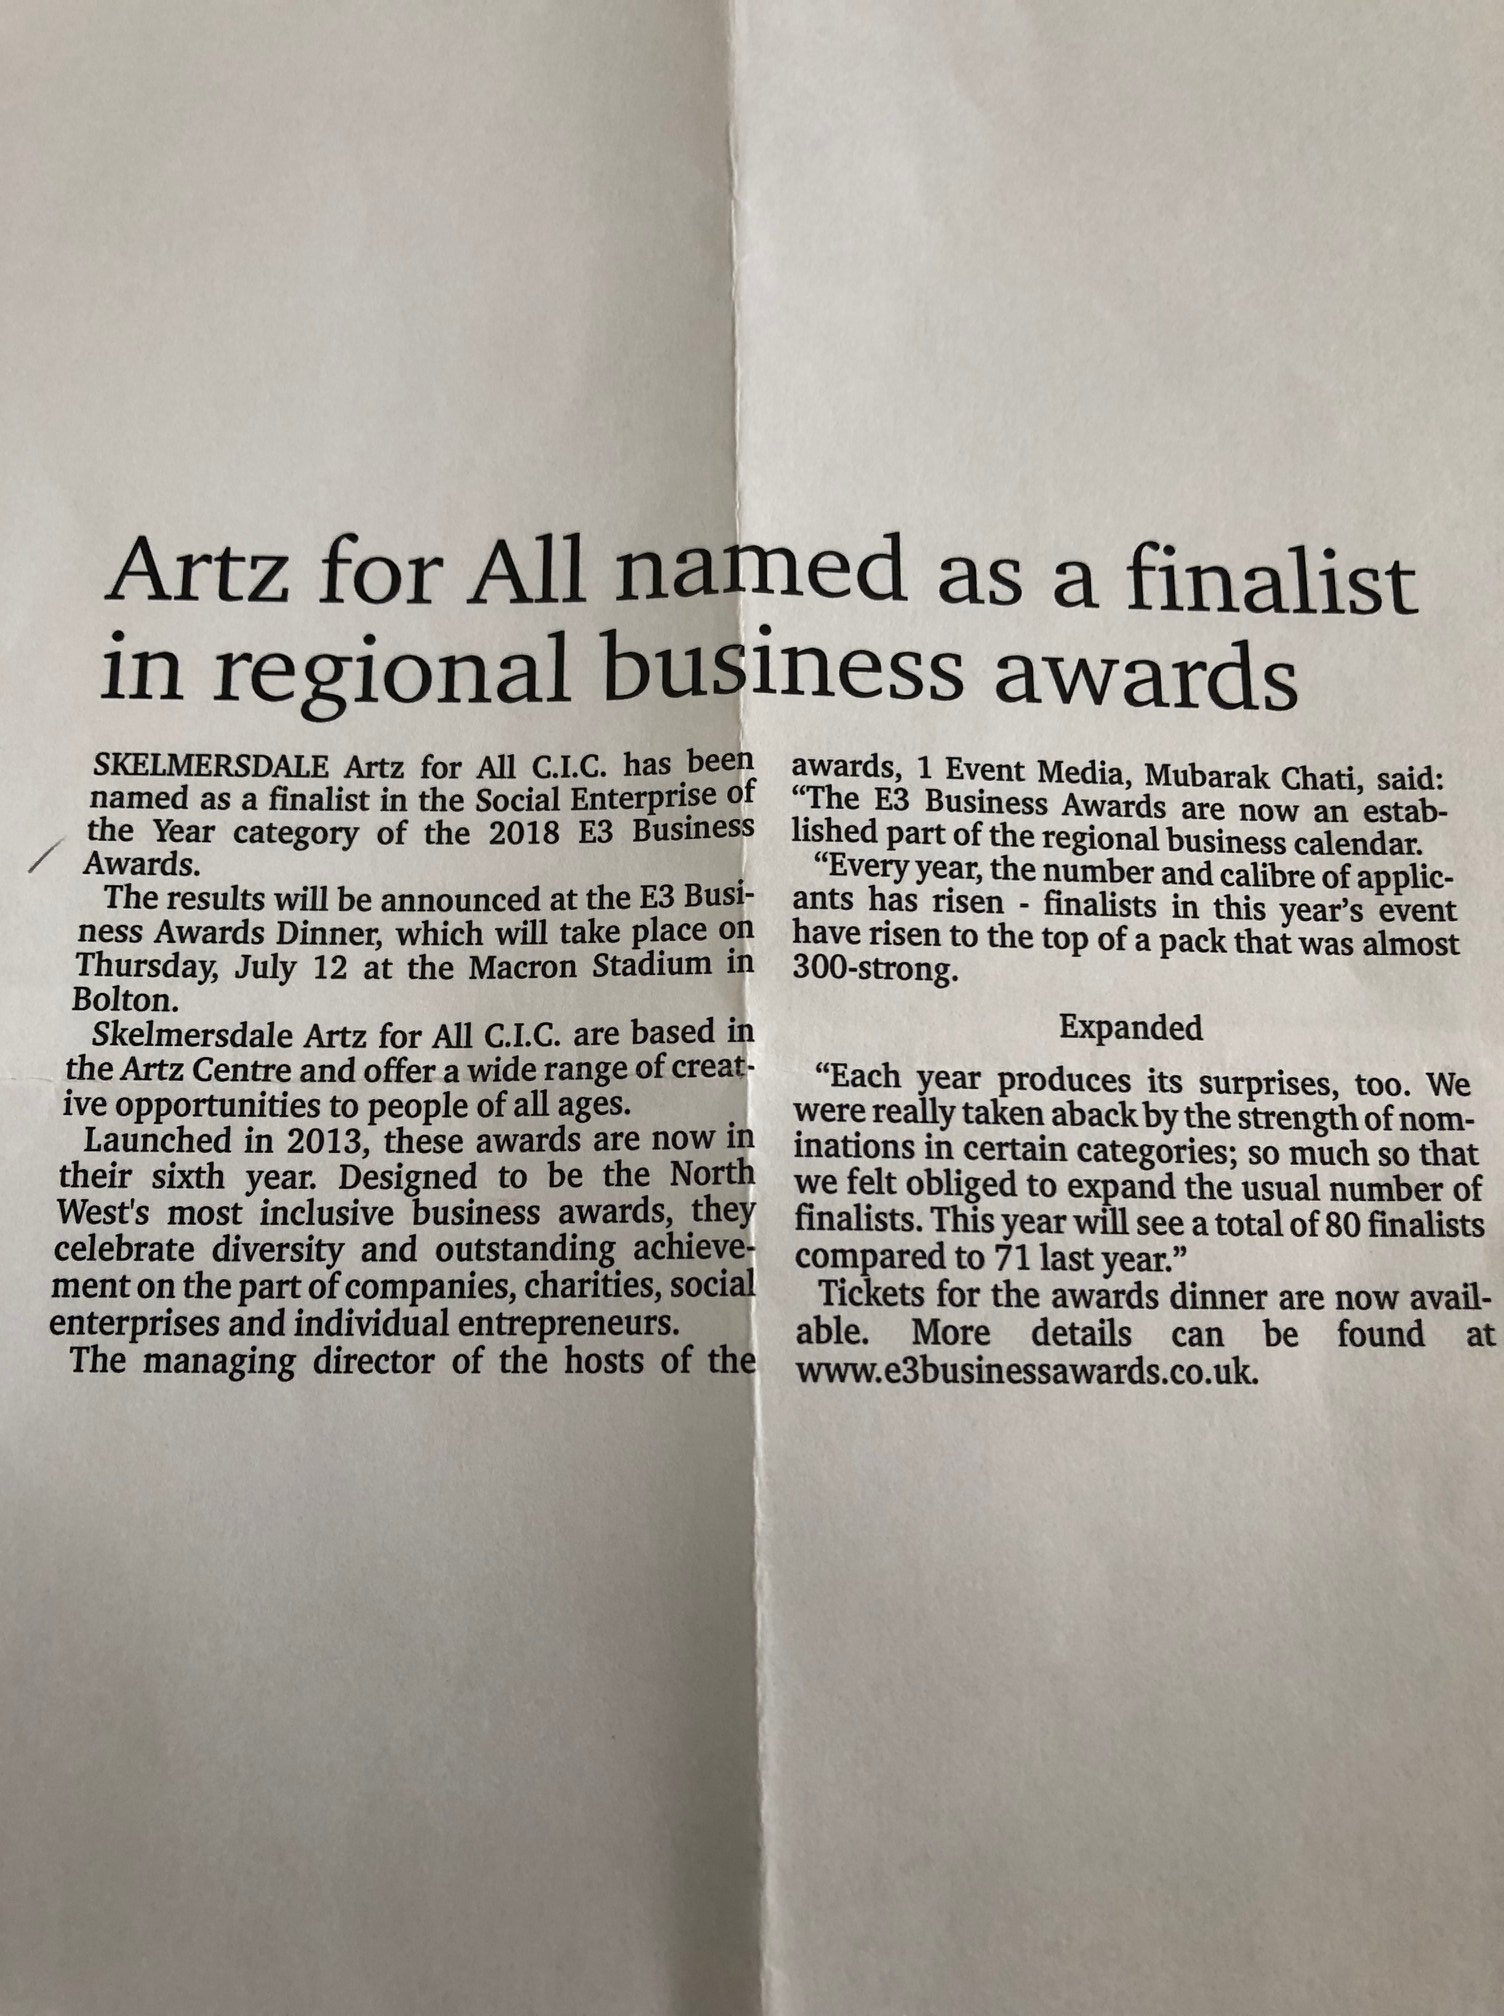 Artz for All named as a finalist
in regional business awards
SKELMERSDALE Artz for All C.I.C. has been
named as a finalist in the Social Enterprise of
the Year category of the 2018 E3 Business
Awards.
The results will be announced at the E3 Busi-
ness Awards Dinner, which will take place on
Thursday, July 12 at the Macron Stadium in
Bolton.
Skelmersdale Artz for All C.I.C. are based in
the Artz Centre and offer a wide range of creat-
ive opportunities to people of all ages.
Launched in 2013, these awards are now in
their sixth year. Designed to be the North
West's most inclusive business awards, they
celebrate diversity and outstanding achieve-
ment on the part of companies, charities, social
enterprises and individual entrepreneurs.
The managing director of the hosts of the
awards, 1 Event Media, Mubarak Chati, said:
“The E3 Business Awards are now an estab-
lished part of the regional business calendar.
“Every year, the number and calibre of applic-
ants has risen - finalists in this year’s event
have risen to the top of a pack that was almost
300-strong.
Expanded
“Each year produces its surprises, too. We
were really taken aback by the strength of nom-
inations in certain categories; so much so that
we felt obliged to expand the usual number of
finalists. This year will see a total of 80 finalists
compared to 71 last year.”
Tickets for the awards dinner are now avail-
able. More details can be found at
www.e3businessawards.co.uk.